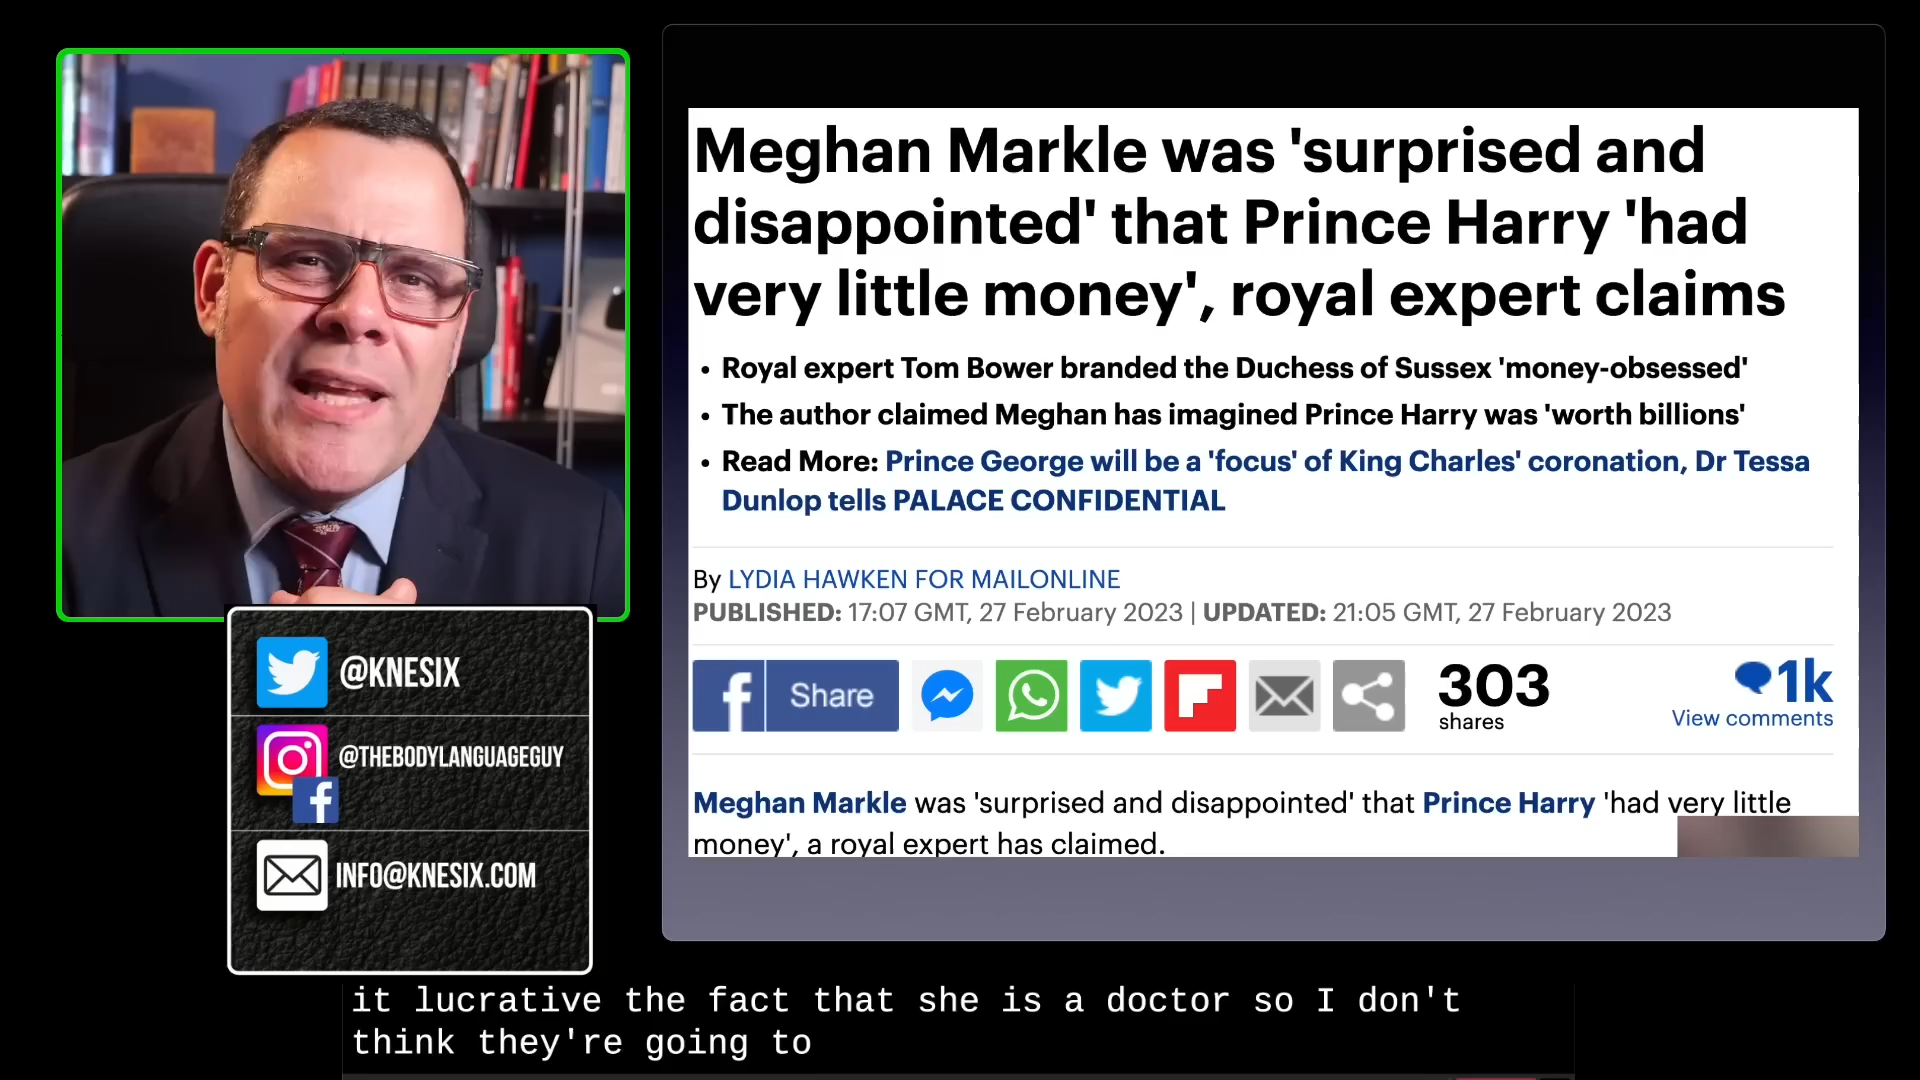 Meghan Markle was 'surprised and
disappointed' that Prince Harry 'had
very little money', royal expert claims
• Royal expert Tom Bower branded the Duchess of Sussex 'money-obsessed'
• The author claimed Meghan has imagined Prince Harry was 'worth billions'
• Read More: Prince George will be a 'focus' of King Charles' coronation, Dr Tessa
Dunlop tells PALACE CONFIDENTIAL
By LYDIA HAWKEN FOR MAILONLINE
PUBLISHED: 17:07 GMT, 27 February 2023 | UPDATED: 21:05 GMT, 27 February 2023
Share
303
shares
1k
View comments
Meghan Markle was 'surprised and disappointed' that Prince Harry 'had very little
money', a royal expert has claimed.
@KNESIX
@THEBODYLANGUAGEGUY
INFO@KNESIX.COM
it lucrative the fact that she is a doctor so I don't
think they're going to